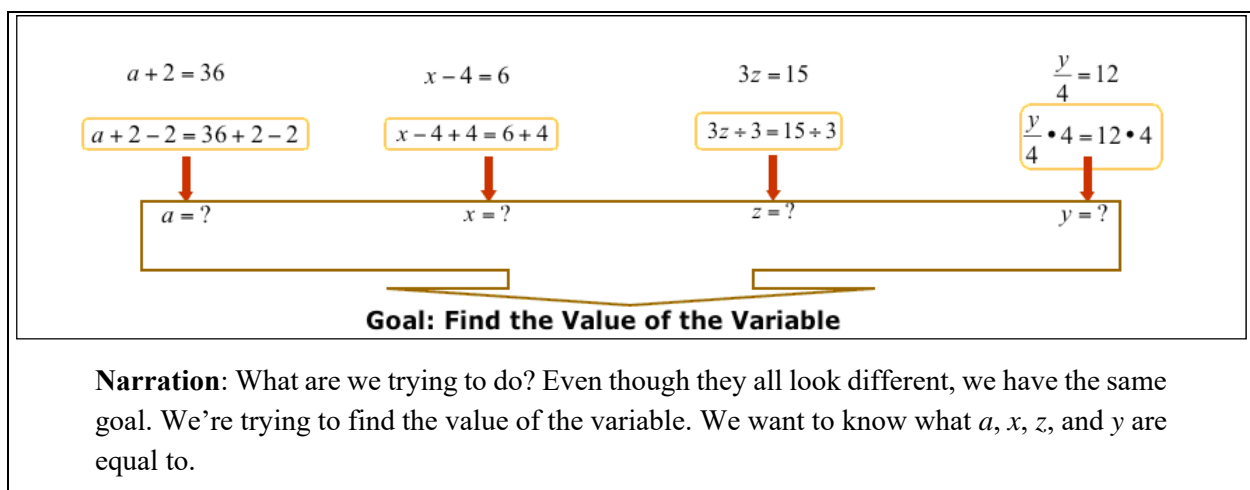 a + 2 = 36 x − 4 = 6 3z = 15 y/4 = 12
a + 2 − 2 = 36 + 2 − 2 x − 4 + 4 = 6 + 4 3z ÷ 3 = 15 ÷ 3 y/4 • 4 = 12 • 4
a = ? x = ? z = ? y = ?
Goal: Find the Value of the Variable
Narration: What are we trying to do? Even though they all look different, we have the same
goal. We’re trying to find the value of the variable. We want to know what a, x, z, and y are
equal to.